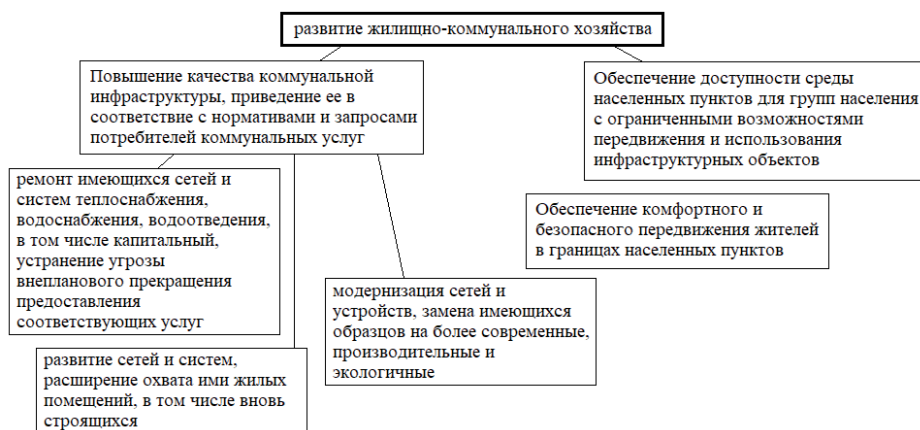 развитие жилищно-коммунального хозяйства
Повышение качества коммунальной
инфраструктуры, приведение ее в
соответствие с нормативами и запросами
потребителей коммунальных услуг
Обеспечение доступности среды
населенных пунктов для групп населения
с ограниченными возможностями
передвижения и использования
инфраструктурных объектов
ремонт имеющихся сетей и
систем теплоснабжения,
водоснабжения, водоотведения,
в том числе капитальный,
устранение угрозы
внепланового прекращения
предоставления
соответствующих услуг
Обеспечение комфортного и
безопасного передвижения жителей
в границах населенных пунктов
модернизация сетей и
устройств, замена имеющихся
образцов на более современные,
производительные и
экологичные
развитие сетей и систем,
расширение охвата ими жилых
помещений, в том числе вновь
строящихся